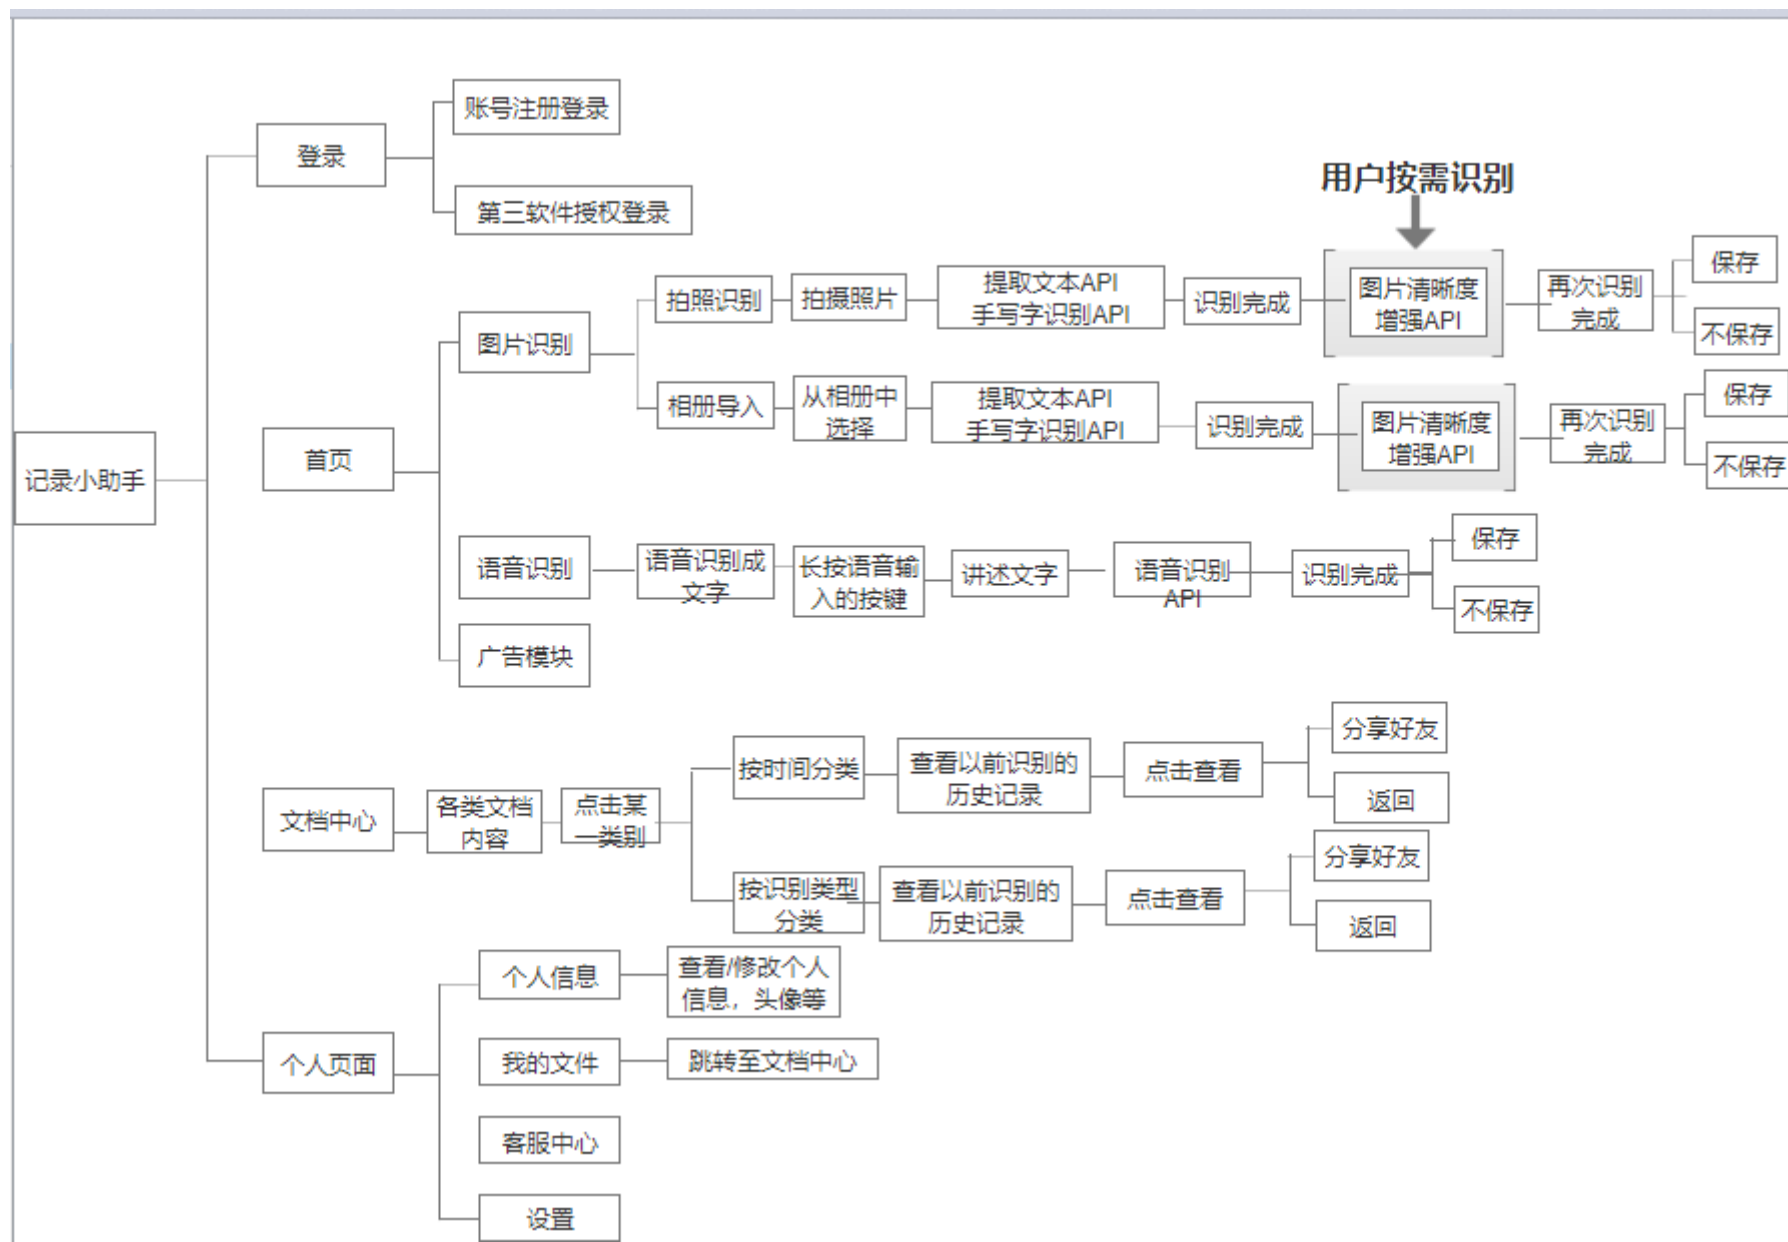 记录小助手
登录
账号注册登录
第三软件授权登录
首页
图片识别
拍照识别
拍摄照片
提取文本API
手写字识别API
识别完成
用户按需识别
图片清晰度
增强API
再次识别
完成
保存
不保存
相册导入
从相册中
选择
提取文本API
手写字识别API
识别完成
图片清晰度
增强API
再次识别
完成
保存
不保存
语音识别
语音识别成
文字
长按语音输
入的按键
讲述文字
语音识别
API
识别完成
保存
不保存
广告模块
文档中心
各类文档
内容
点击某
一类别
按时间分类
查看以前识别的
历史记录
点击查看
分享好友
返回
按识别类型
分类
查看以前识别的
历史记录
点击查看
分享好友
返回
个人页面
个人信息
查看/修改个人
信息，头像等
我的文件
跳转至文档中心
客服中心
设置